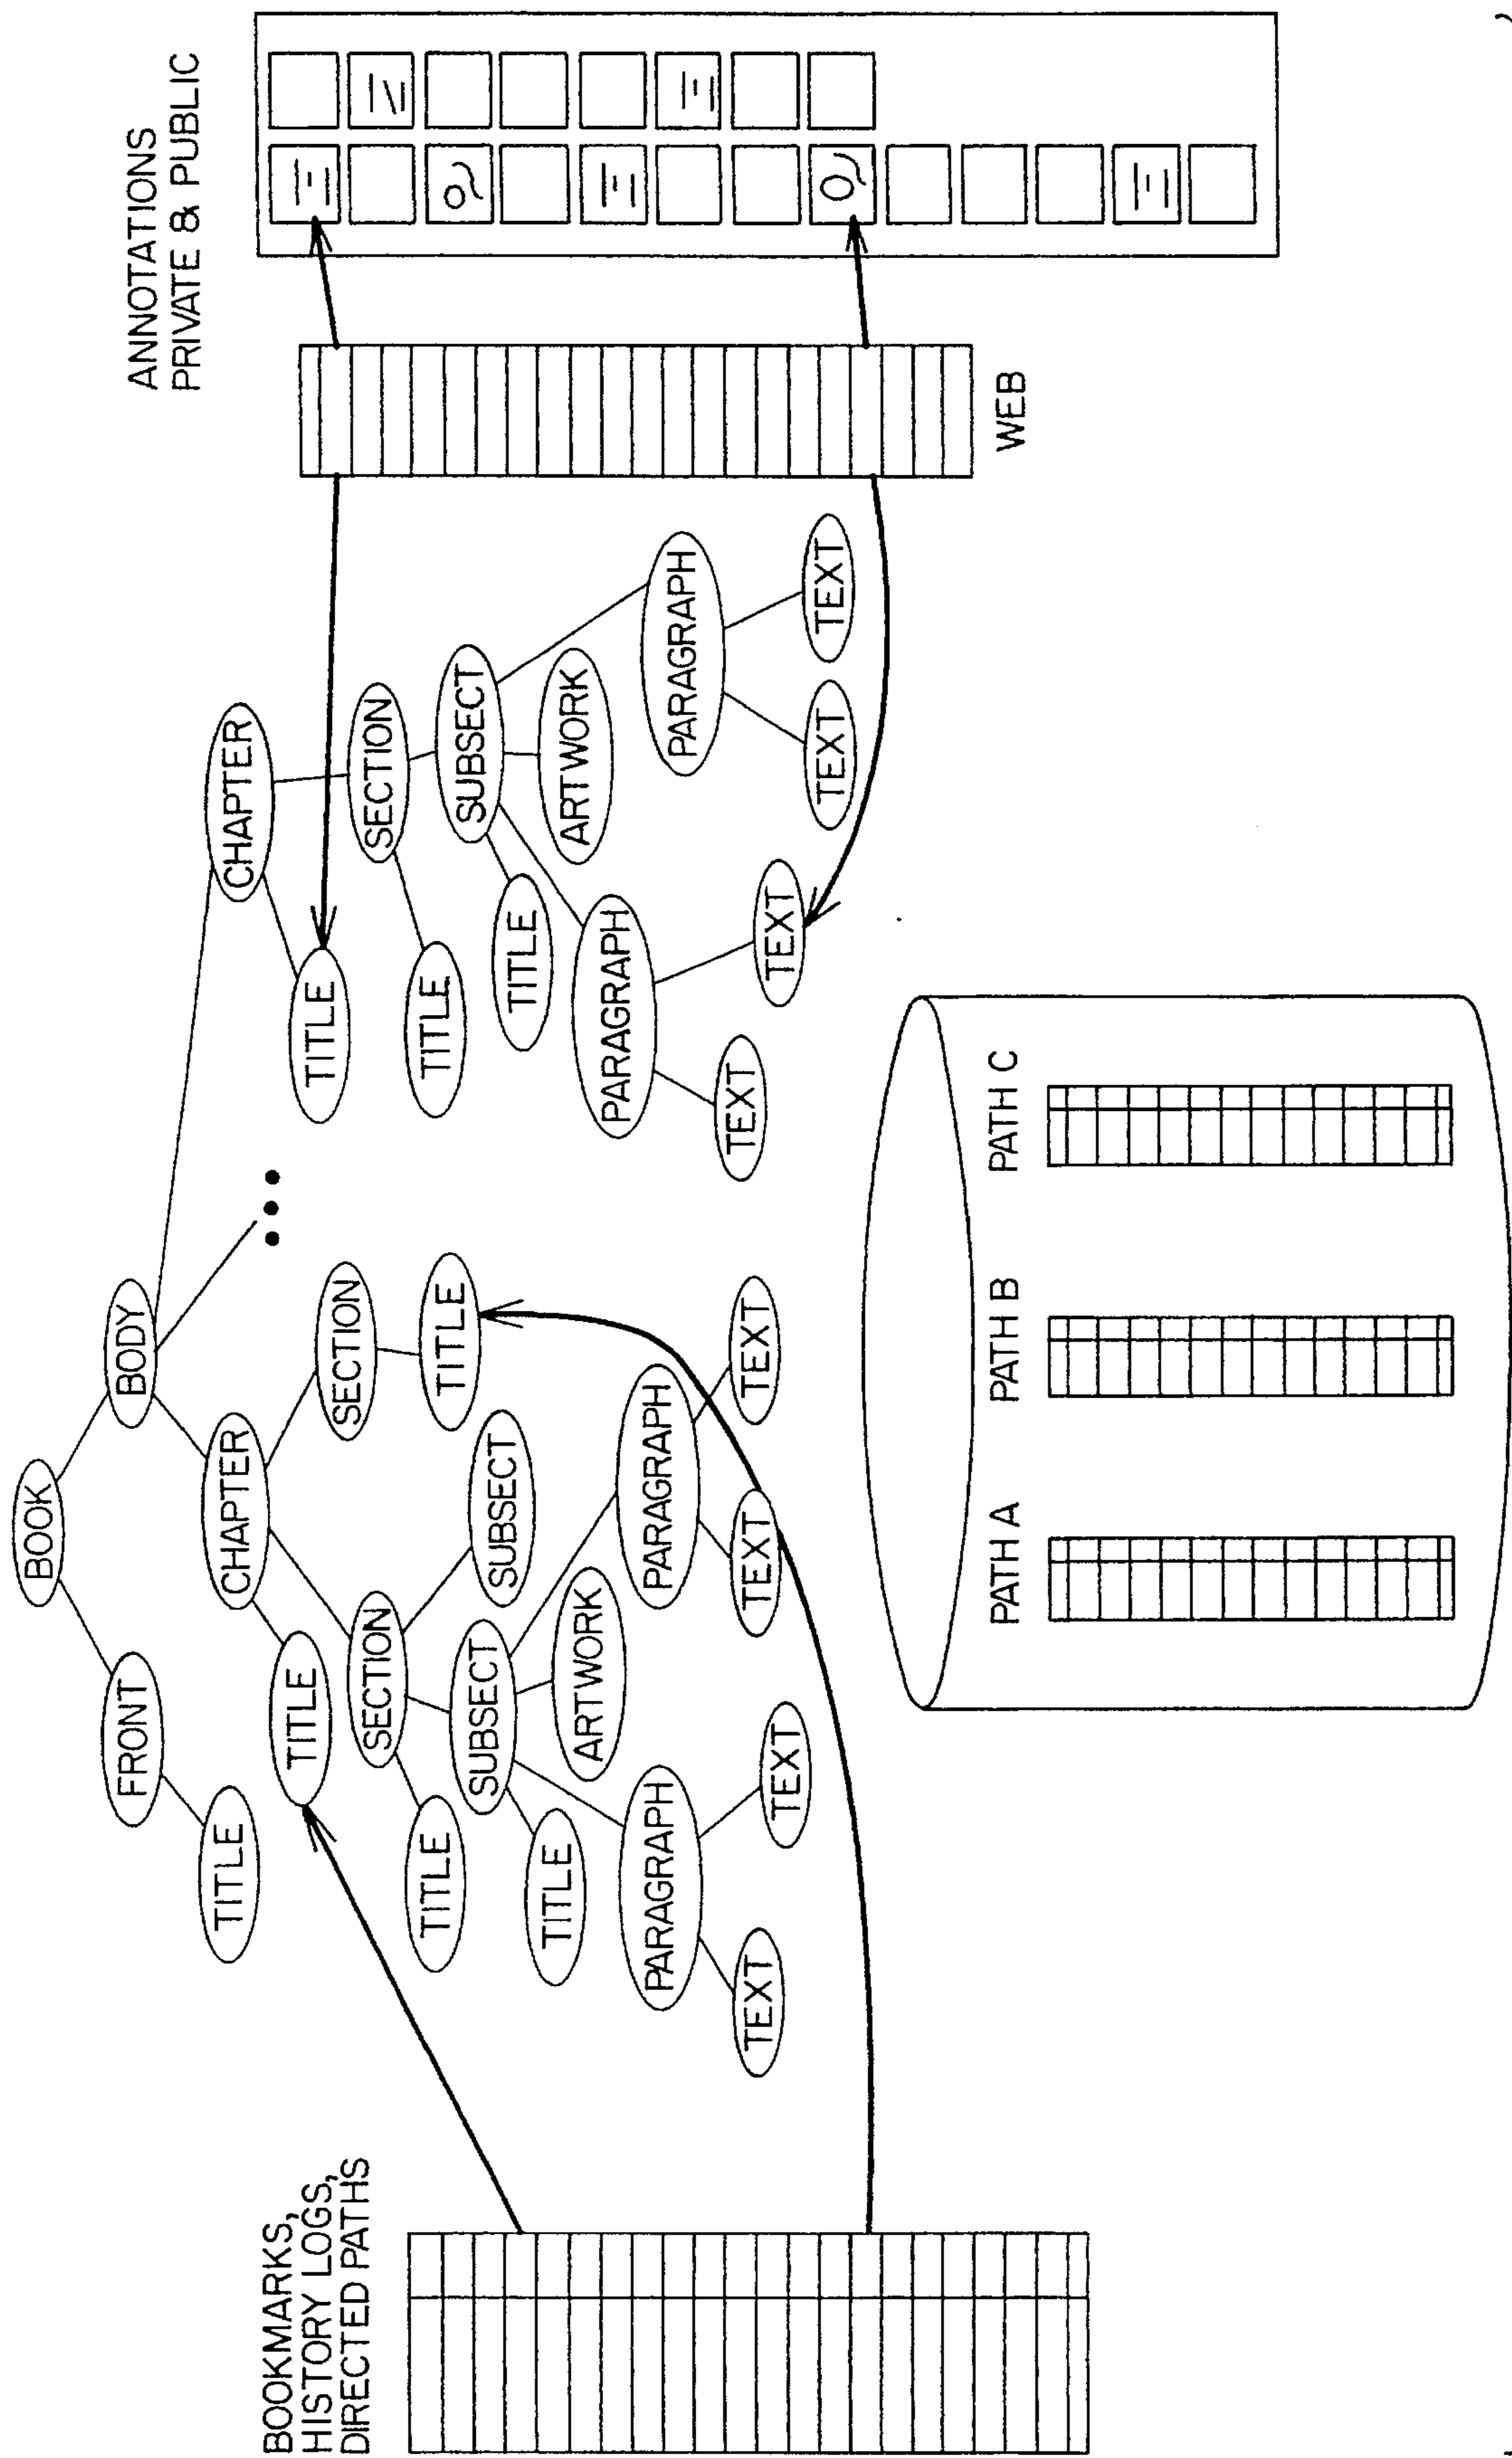 BOOKMARKS,
HISTORY LOGS,
DIRECTED PATHS
ANNOTATIONS
PRIVATE & PUBLIC
BOOK
FRONT
BODY
TITLE
CHAPTER
CHAPTER
TITLE
SECTION
SECTION
TITLE
SECTION
TITLE
SUBSECT
SUBSECT
TITLE
TITLE
SUBSECT
TITLE
ARTWORK
TITLE
ARTWORK
PARAGRAPH
PARAGRAPH
PARAGRAPH
PARAGRAPH
TEXT
TEXT
TEXT
TEXT
TEXT
TEXT
TEXT
TEXT
WEB
PATH A
PATH B
PATH C